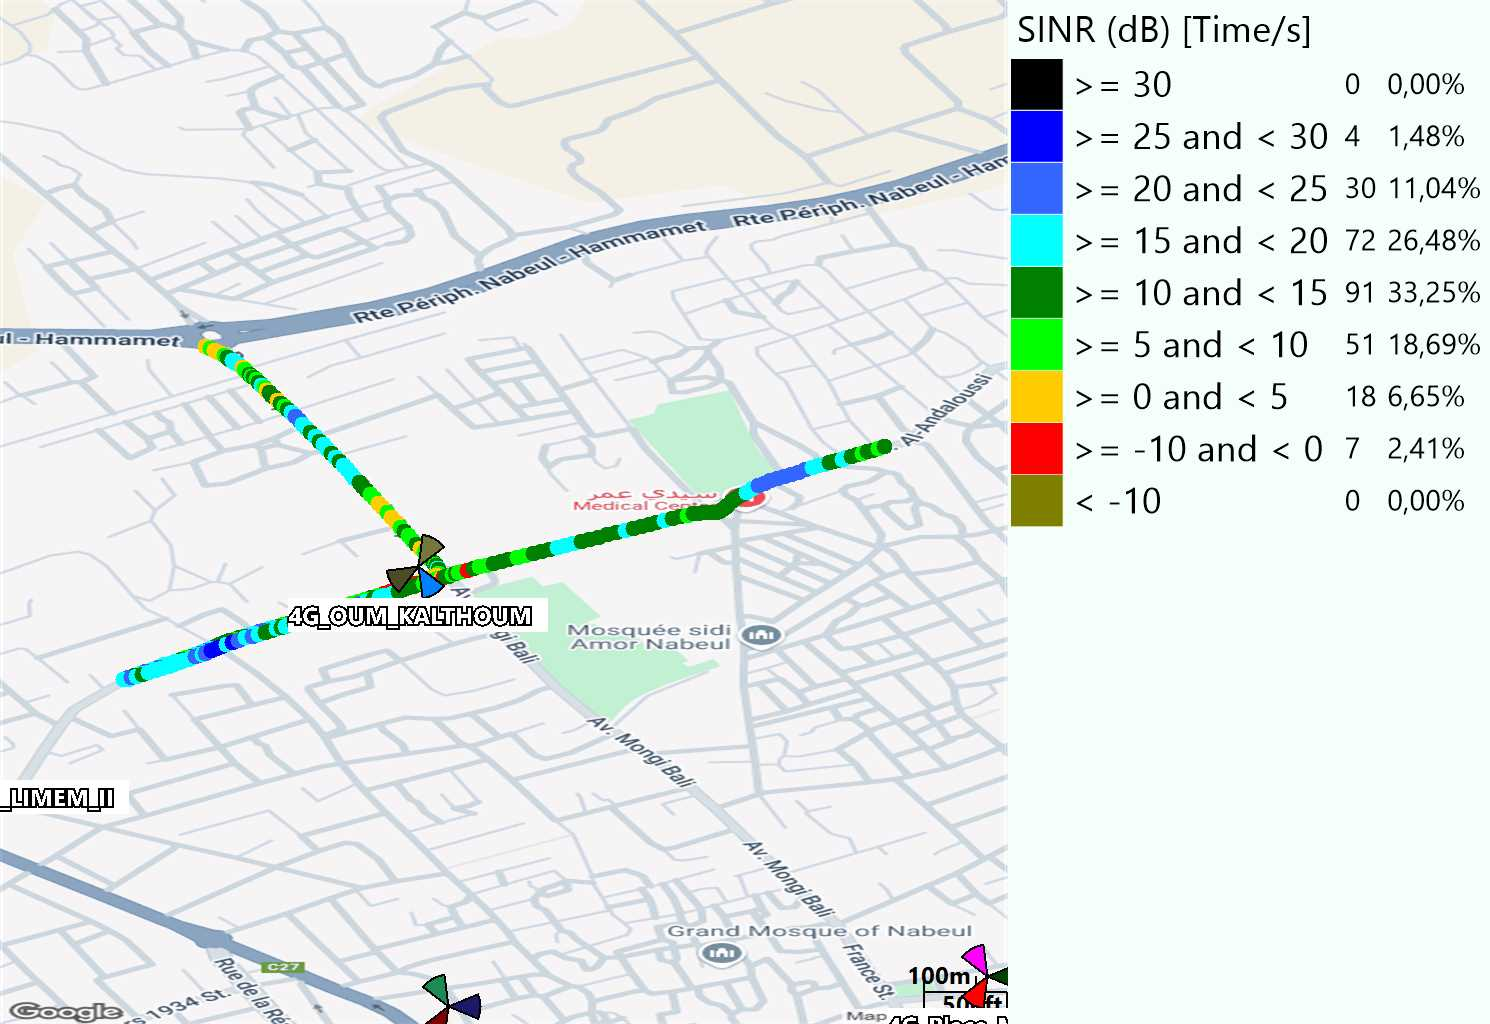 SINR (dB) [Time/s]
>= 30 0 0,00%
>= 25 and < 30 4 1,48%
>= 20 and < 25 30 11,04%
>= 15 and < 20 72 26,48%
>= 10 and < 15 91 33,25%
>= 5 and < 10 51 18,69%
>= 0 and < 5 18 6,65%
>= -10 and < 0 7 2,41%
< -10 0 0,00%
Rte Périph. Nabeul - Ham
Rte Périph. Nabeul - Hammamet
ul - Hammamet
Al-Andaloussi
سيدي عمر
Medical Cent
4G_OUM_KALTHOUM
Av.
gi Bali
Mosquée sidi
Amor Nabeul
Av. Mongi Bali
_LIMEM_II
Av. Mongi Bali
Grand Mosque of Nabeul
France St.
C27
Rue de la Ré
rs 1934 St.
100m
Google
Map